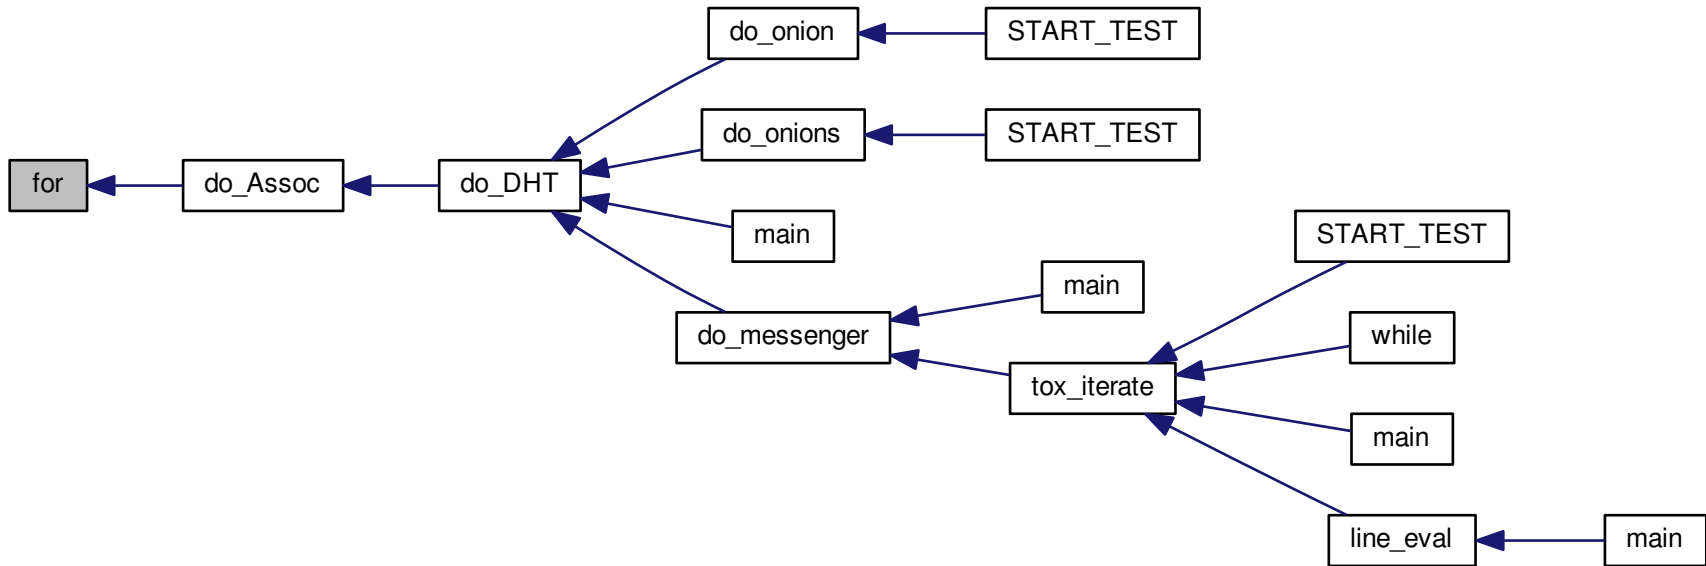 do_onion
START_TEST
do_onions
START_TEST
for
do_Assoc
do_DHT
main
START_TEST
main
do_messenger
while
tox_iterate
main
line_eval
main